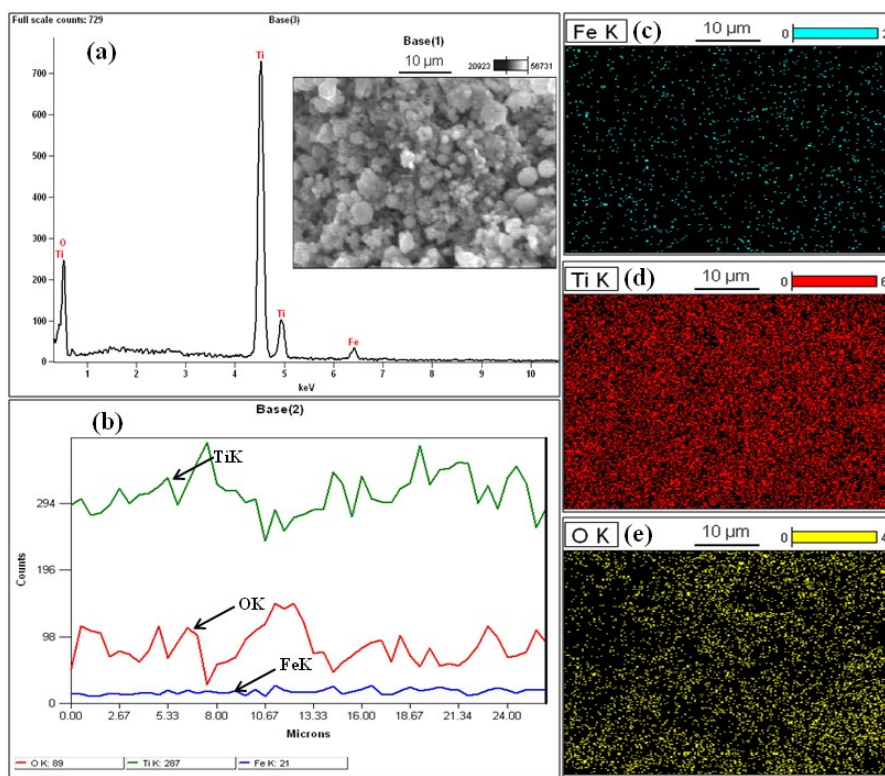 Full scale counts: 729
Base(3)
(a)
Ti
Base(1)
10 µm
20923
56731
700
600
500
400
300
200
100
0
O
Ti
Ti
Fe
1
2
3
4
5
6
7
8
9
10
keV
Base(2)
(b)
TiK
OK
FeK
294
196
98
0
Counts
0.00
2.67
5.33
8.00
10.67
13.33
16.00
18.67
21.34
24.00
Microns
O K: 89
Ti K: 287
Fe K: 21
Fe K
10 µm
(c)
0
2
Ti K
(d)
10 µm
0
6
O K
10 µm
(e)
0
4